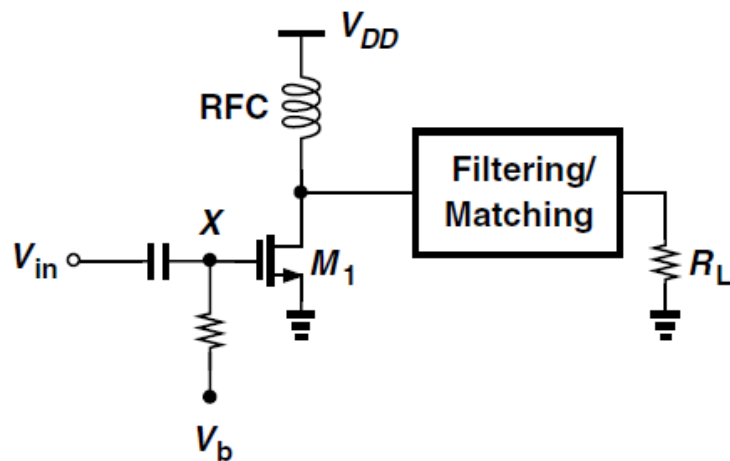 VDD
RFC
Filtering/
Matching
X
Vin
M1
RL
Vb